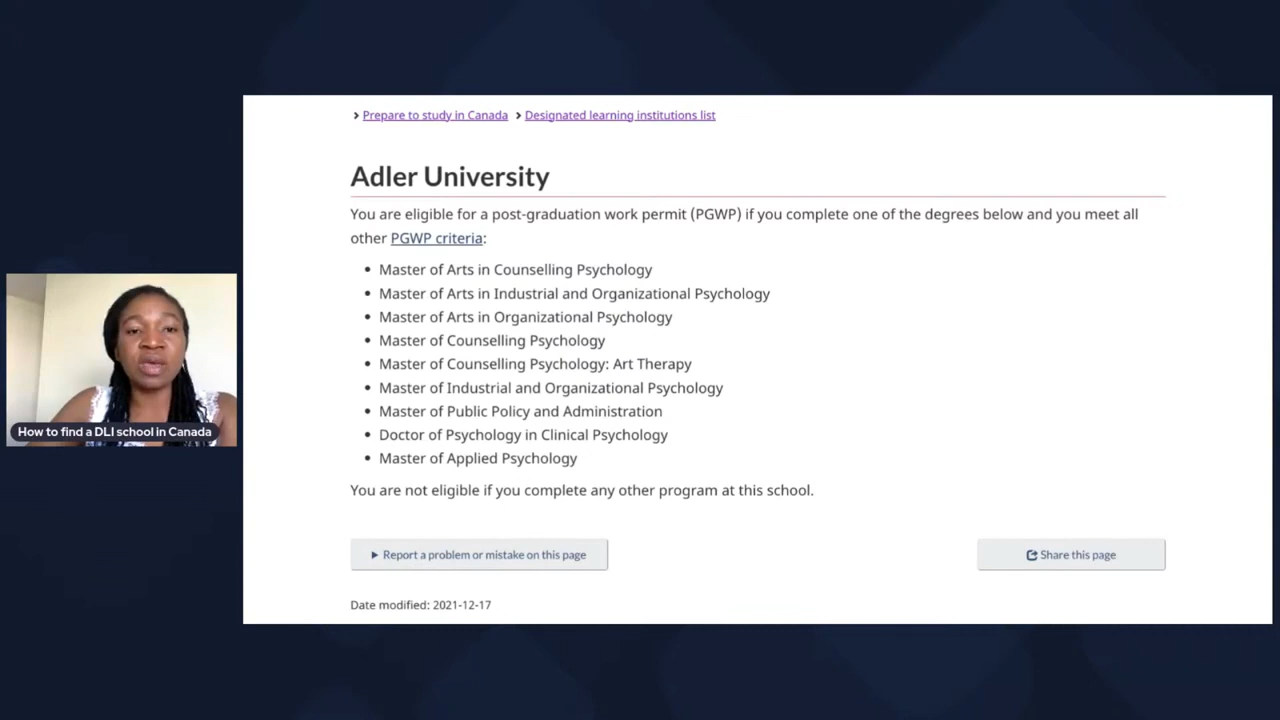 Prepare to study in Canada Designated learning institutions list
Adler University
You are eligible for a post-graduation work permit (PGWP) if you complete one of the degrees below and you meet all
other PGWP criteria:
Master of Arts in Counselling Psychology
Master of Arts in Industrial and Organizational Psychology
Master of Arts in Organizational Psychology
Master of Counselling Psychology
Master of Counselling Psychology: Art Therapy
Master of Industrial and Organizational Psychology
Master of Public Policy and Administration
Doctor of Psychology in Clinical Psychology
Master of Applied Psychology
You are not eligible if you complete any other program at this school.
Report a problem or mistake on this page
Share this page
Date modified: 2021-12-17
How to find a DLI school in Canada